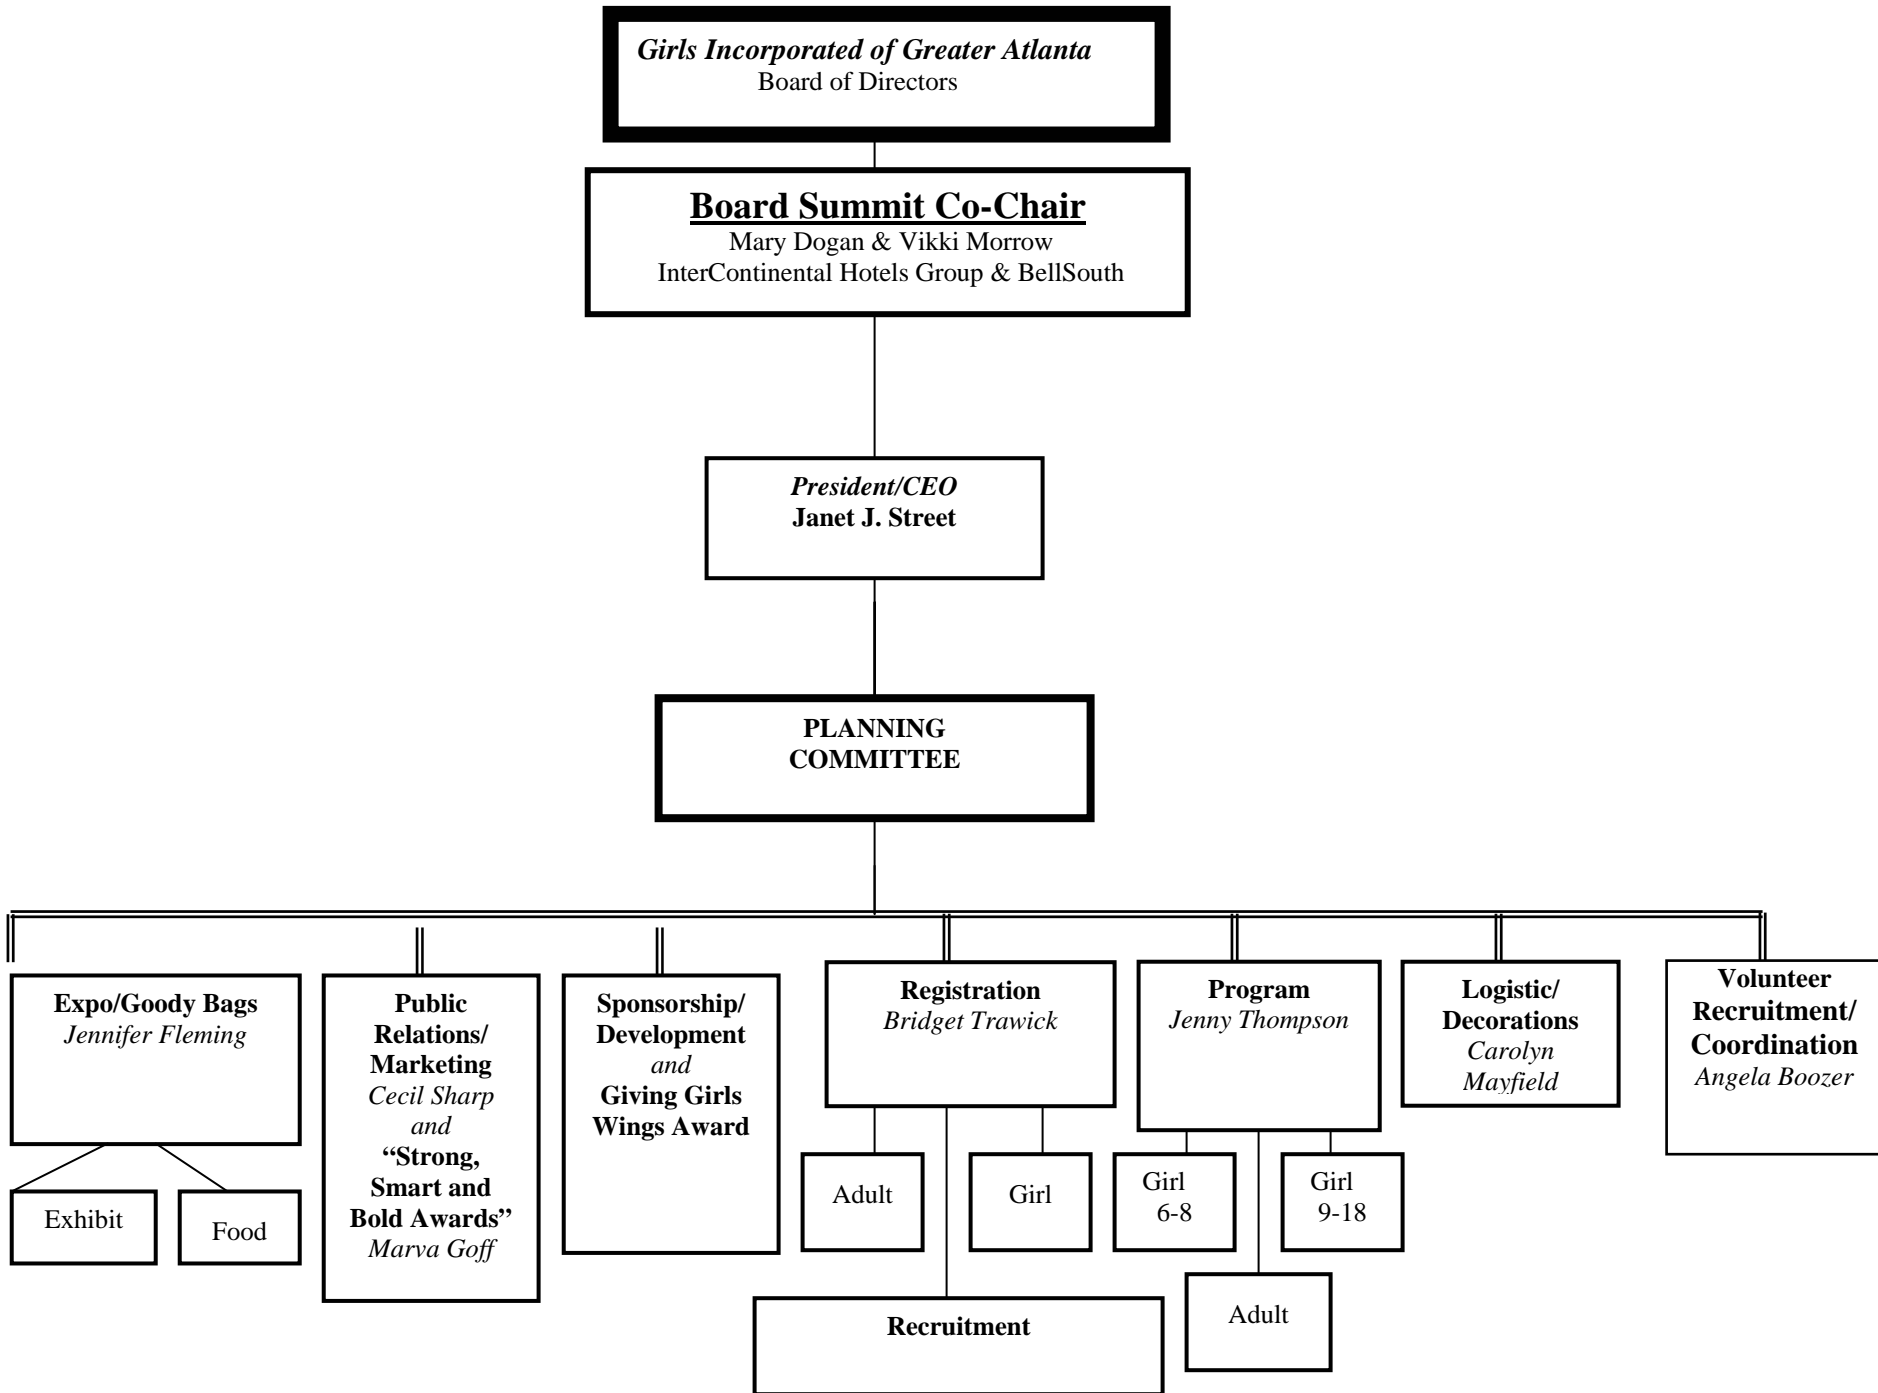 Girls Incorporated of Greater Atlanta
Board of Directors
Board Summit Co-Chair
Mary Dogan & Vikki Morrow
InterContinental Hotels Group & BellSouth
President/CEO
Janet J. Street
PLANNING
COMMITTEE
Expo/Goody Bags
Jennifer Fleming
Exhibit
Food
Public
Relations/
Marketing
Cecil Sharp
and
“Strong,
Smart and
Bold Awards”
Marva Goff
Sponsorship/
Development
and
Giving Girls
Wings Award
Registration
Bridget Trawick
Adult
Girl
Recruitment
Program
Jenny Thompson
Girl
6-8
Girl
9-18
Adult
Logistic/
Decorations
Carolyn
Mayfield
Volunteer
Recruitment/
Coordination
Angela Boozer